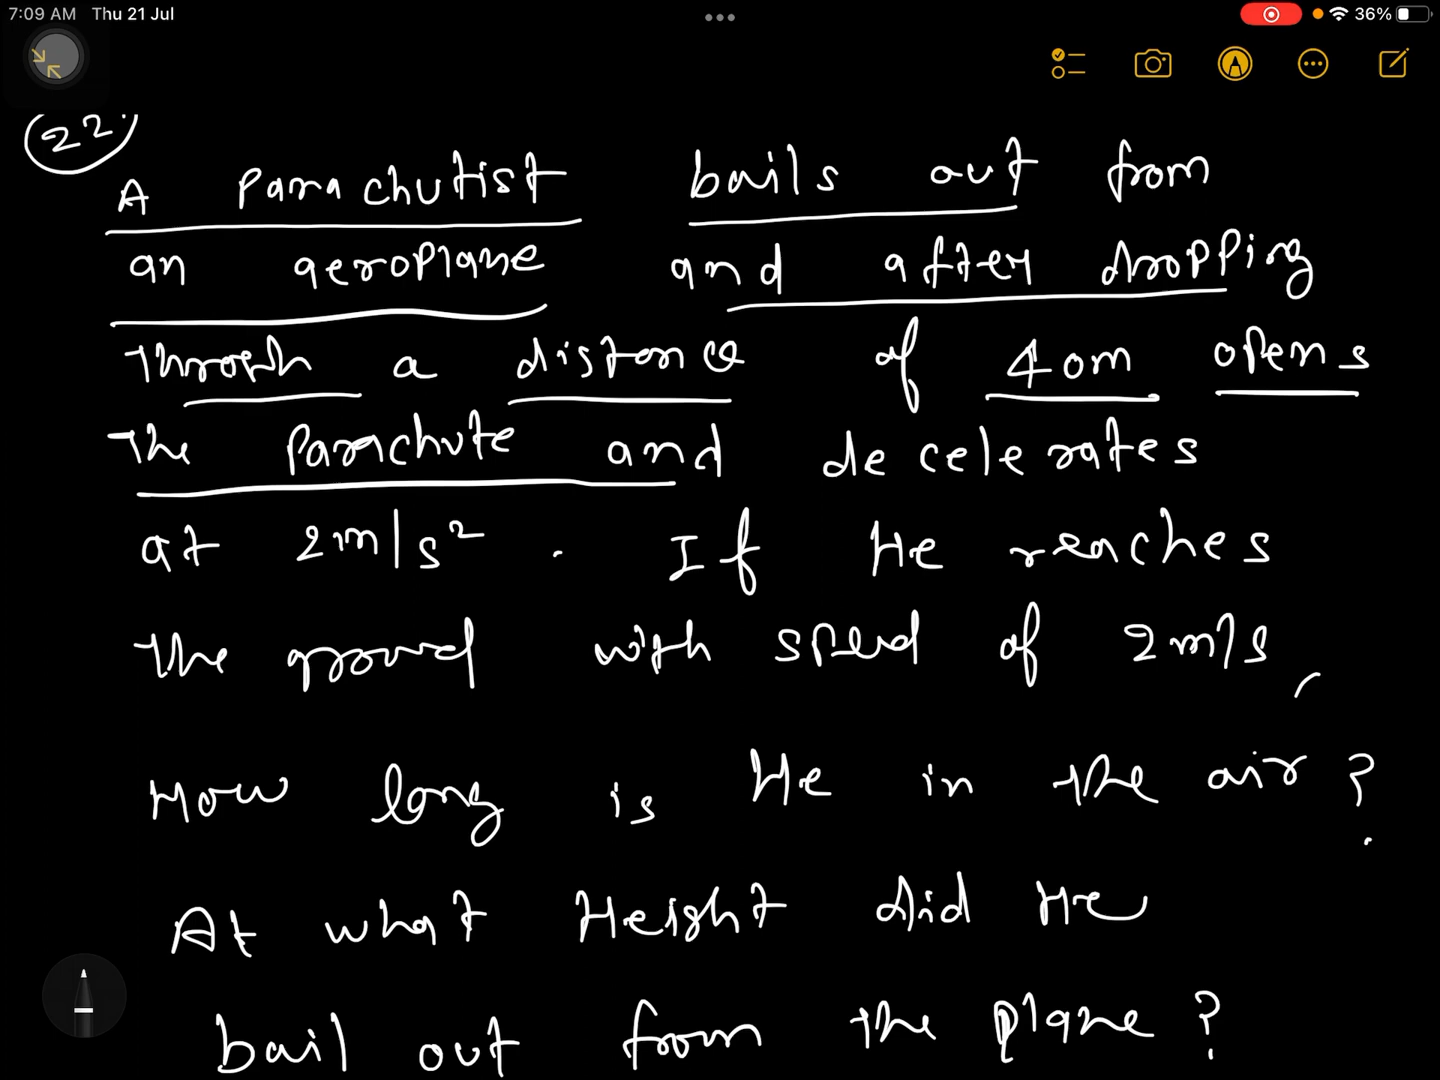 7:09 AM Thu 21 Jul
36%
22.
A Parachutist bails out from
an aeroplane and after dropping
Through a distance of 40m opens
The Parachute and decelerates
at 2m/s². If He reaches
The ground with speed of 2m/s,
How long is He in the air?
At what Height did He
bail out from the plane?